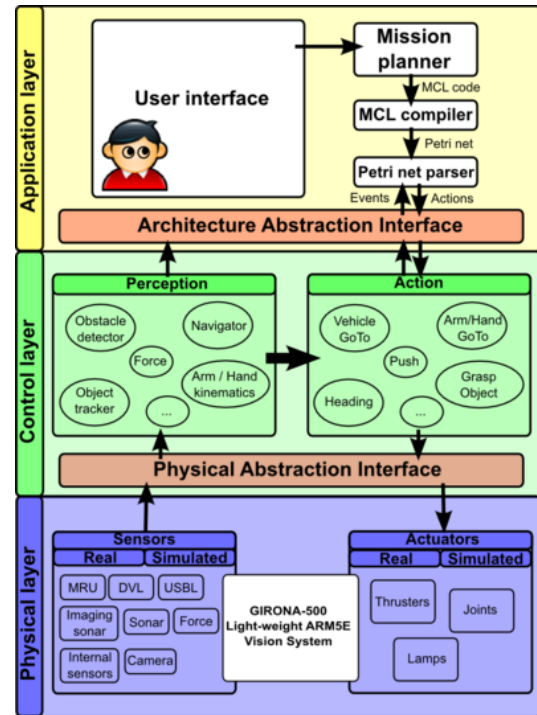 Application layer
User interface
Mission
planner
MCL code
MCL compiler
Petri net
Petri net parser
Events
Actions
Architecture Abstraction Interface
Control layer
Perception
Obstacle
detector
Navigator
Force
Object
tracker
Arm / Hand
kinematics
...
Action
Vehicle
GoTo
Arm/Hand
GoTo
Push
Heading
Grasp
Object
...
Physical Abstraction Interface
Physical layer
Sensors
Real
Simulated
MRU
DVL
USBL
Imaging
sonar
Sonar
Force
Internal
sensors
Camera
GIRONA-500
Light-weight ARM5E
Vision System
Actuators
Real
Simulated
Thrusters
Joints
Lamps